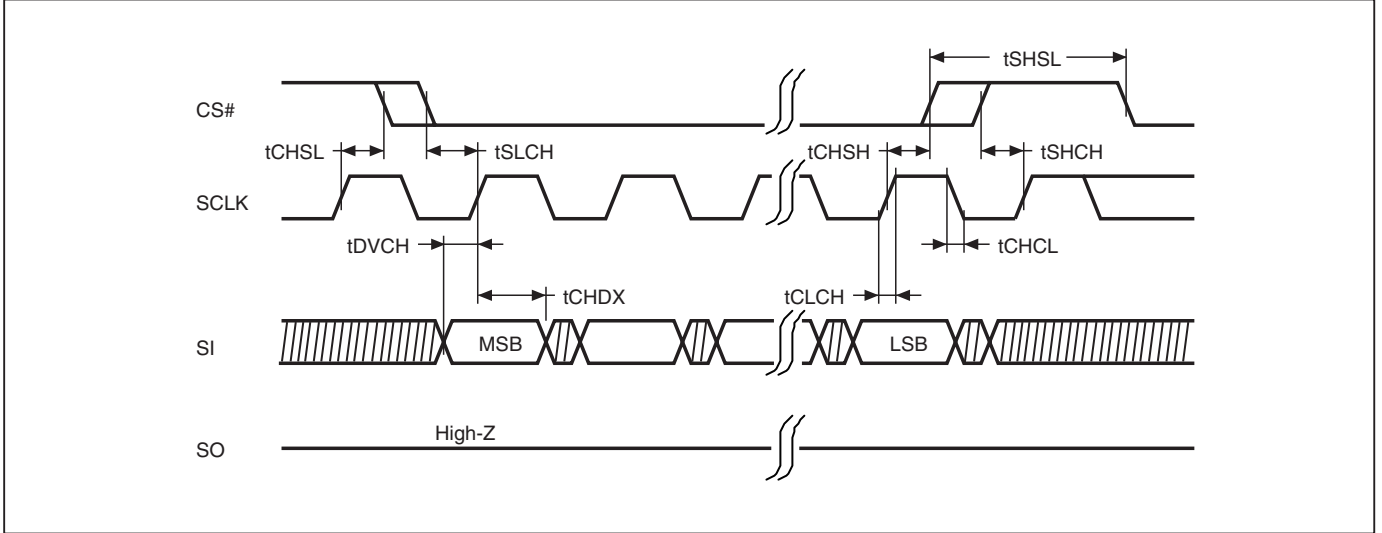 tSHSL
CS#
tCHSL
tSLCH
tCHSH
tSHCH
SCLK
tDVCH
tCHCL
tCHDX
tCLCH
SI
MSB
LSB
High-Z
SO